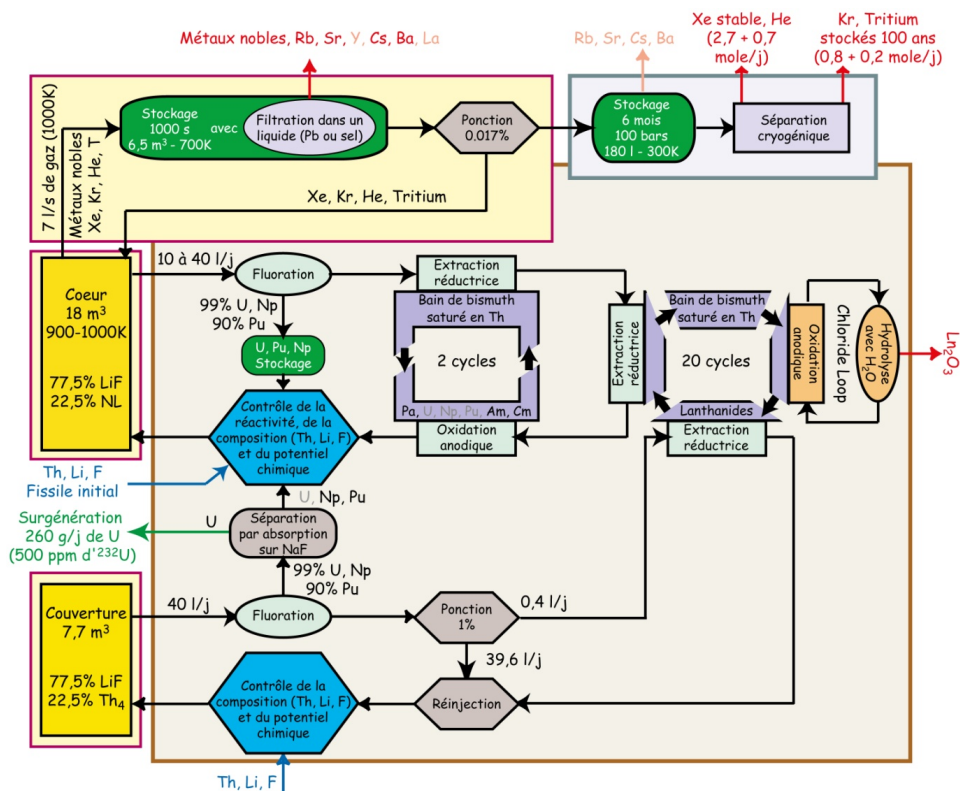 Métaux nobles, Rb, Sr, Y, Cs, Ba, La
Rb, Sr, Cs, Ba
Xe stable, He
(2,7 + 0,7
mole/j)
Kr, Tritium
stockés 100 ans
(0,8 + 0,2 mole/j)
7 l/s de gaz (1000K)
Métaux nobles
Xe, Kr, He, T
Stockage
1000 s
6,5 m³ - 700K
avec
Filtration dans un
liquide (Pb ou sel)
Ponction
0.017%
Stockage
6 mois
100 bars
180 l - 300K
Séparation
cryogénique
Xe, Kr, He, Tritium
Coeur
18 m³
900-1000K
77,5% LiF
22,5% NL
10 à 40 l/j
Fluoration
99% U, Np
90% Pu
U, Pu, Np
Stockage
Extraction
réductrice
Bain de bismuth
saturé en Th
2 cycles
Pa, U, Np, Pu, Am, Cm
Oxidation
anodique
Extraction
réductrice
Bain de bismuth
saturé en Th
20 cycles
Lanthanides
Extraction
réductrice
Oxidation
anodique
Chloride Loop
Hydrolyse
avec H₂O
Ln₂O₃
Contrôle de la
réactivité, de la
composition (Th, Li, F)
et du potentiel
chimique
Th, Li, F
Fissile initial
U, Np, Pu
Surgénération
260 g/j de U
(500 ppm d'²³²U)
U
Séparation
par absorption
sur NaF
99% U, Np
90% Pu
Couverture
7,7 m³
77,5% LiF
22,5% Th₄
40 l/j
Fluoration
Ponction
1%
0,4 l/j
39,6 l/j
Réinjection
Contrôle de la
composition (Th, Li, F)
et du potentiel
chimique
Th, Li, F